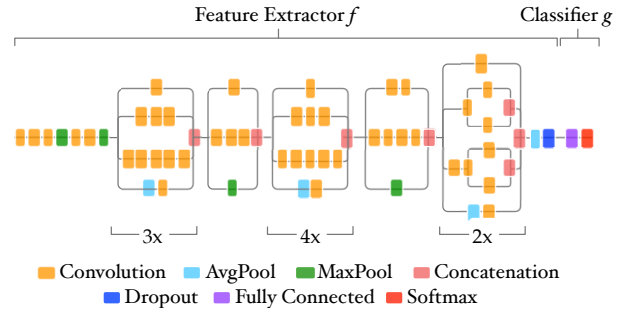 Feature Extractor f Classifier g
3x 4x 2x
Convolution AvgPool MaxPool Concatenation
Dropout Fully Connected Softmax